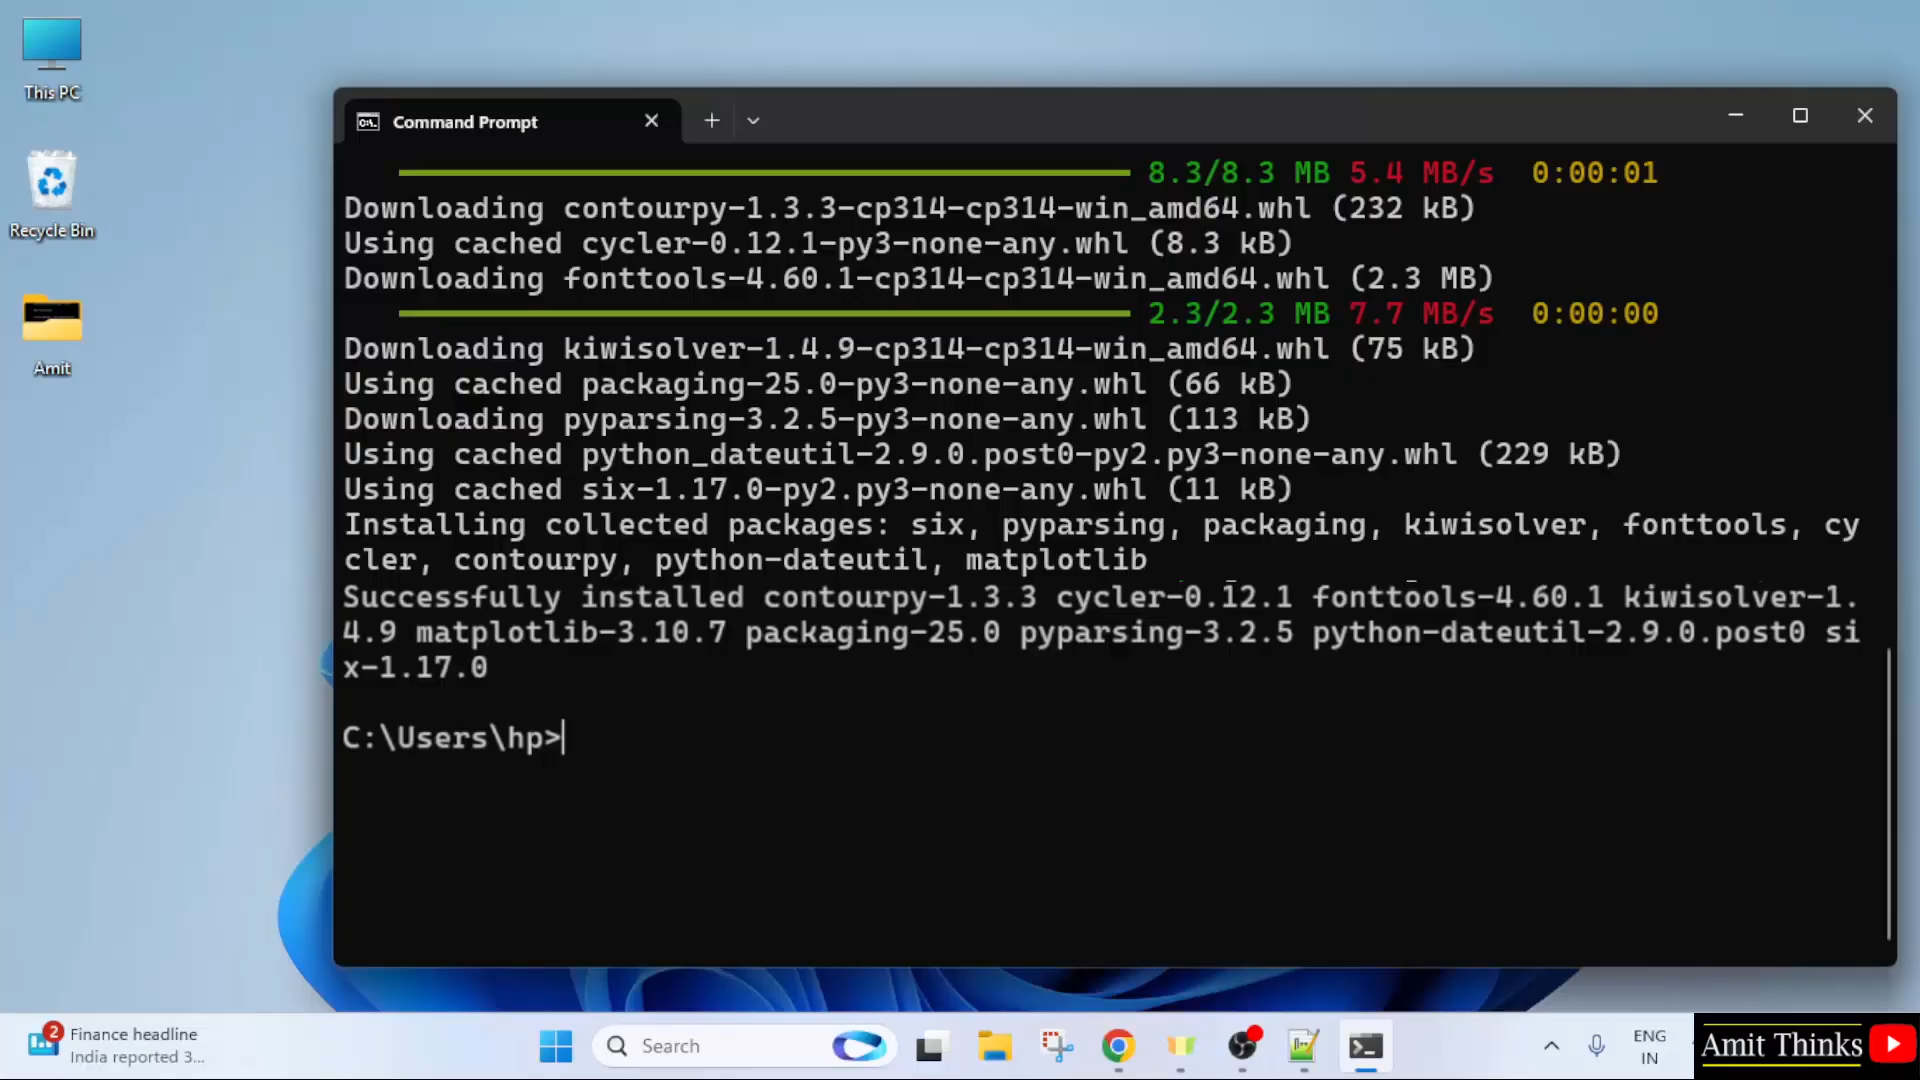 This PC
Recycle Bin
Amit
Command Prompt
8.3/8.3 MB 5.4 MB/s 0:00:01
Downloading contourpy-1.3.3-cp314-cp314-win_amd64.whl (232 kB)
Using cached cycler-0.12.1-py3-none-any.whl (8.3 kB)
Downloading fonttools-4.60.1-cp314-cp314-win_amd64.whl (2.3 MB)
2.3/2.3 MB 7.7 MB/s 0:00:00
Downloading kiwisolver-1.4.9-cp314-cp314-win_amd64.whl (75 kB)
Using cached packaging-25.0-py3-none-any.whl (66 kB)
Downloading pyparsing-3.2.5-py3-none-any.whl (113 kB)
Using cached python_dateutil-2.9.0.post0-py2.py3-none-any.whl (229 kB)
Using cached six-1.17.0-py2.py3-none-any.whl (11 kB)
Installing collected packages: six, pyparsing, packaging, kiwisolver, fonttools, cy
cler, contourpy, python-dateutil, matplotlib
Successfully installed contourpy-1.3.3 cycler-0.12.1 fonttools-4.60.1 kiwisolver-1.
4.9 matplotlib-3.10.7 packaging-25.0 pyparsing-3.2.5 python-dateutil-2.9.0.post0 si
x-1.17.0
C:\Users\hp>
2
Finance headline
India reported 3...
Search
ENG
IN
Amit Thinks